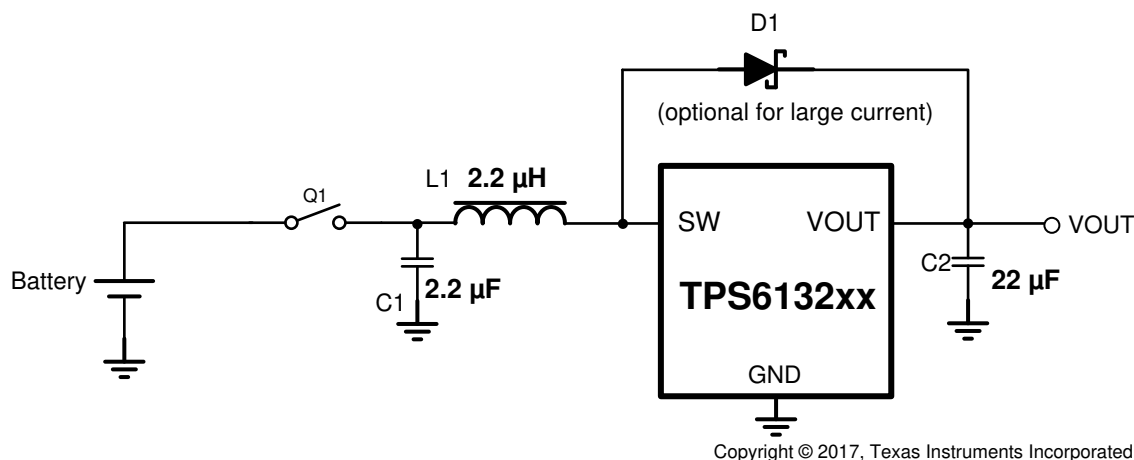 D1
(optional for large current)
L1 2.2 µH
Q1
SW VOUT
VOUT
Battery
C1 2.2 µF
TPS6132xx
C2 22 µF
GND
Copyright © 2017, Texas Instruments Incorporated